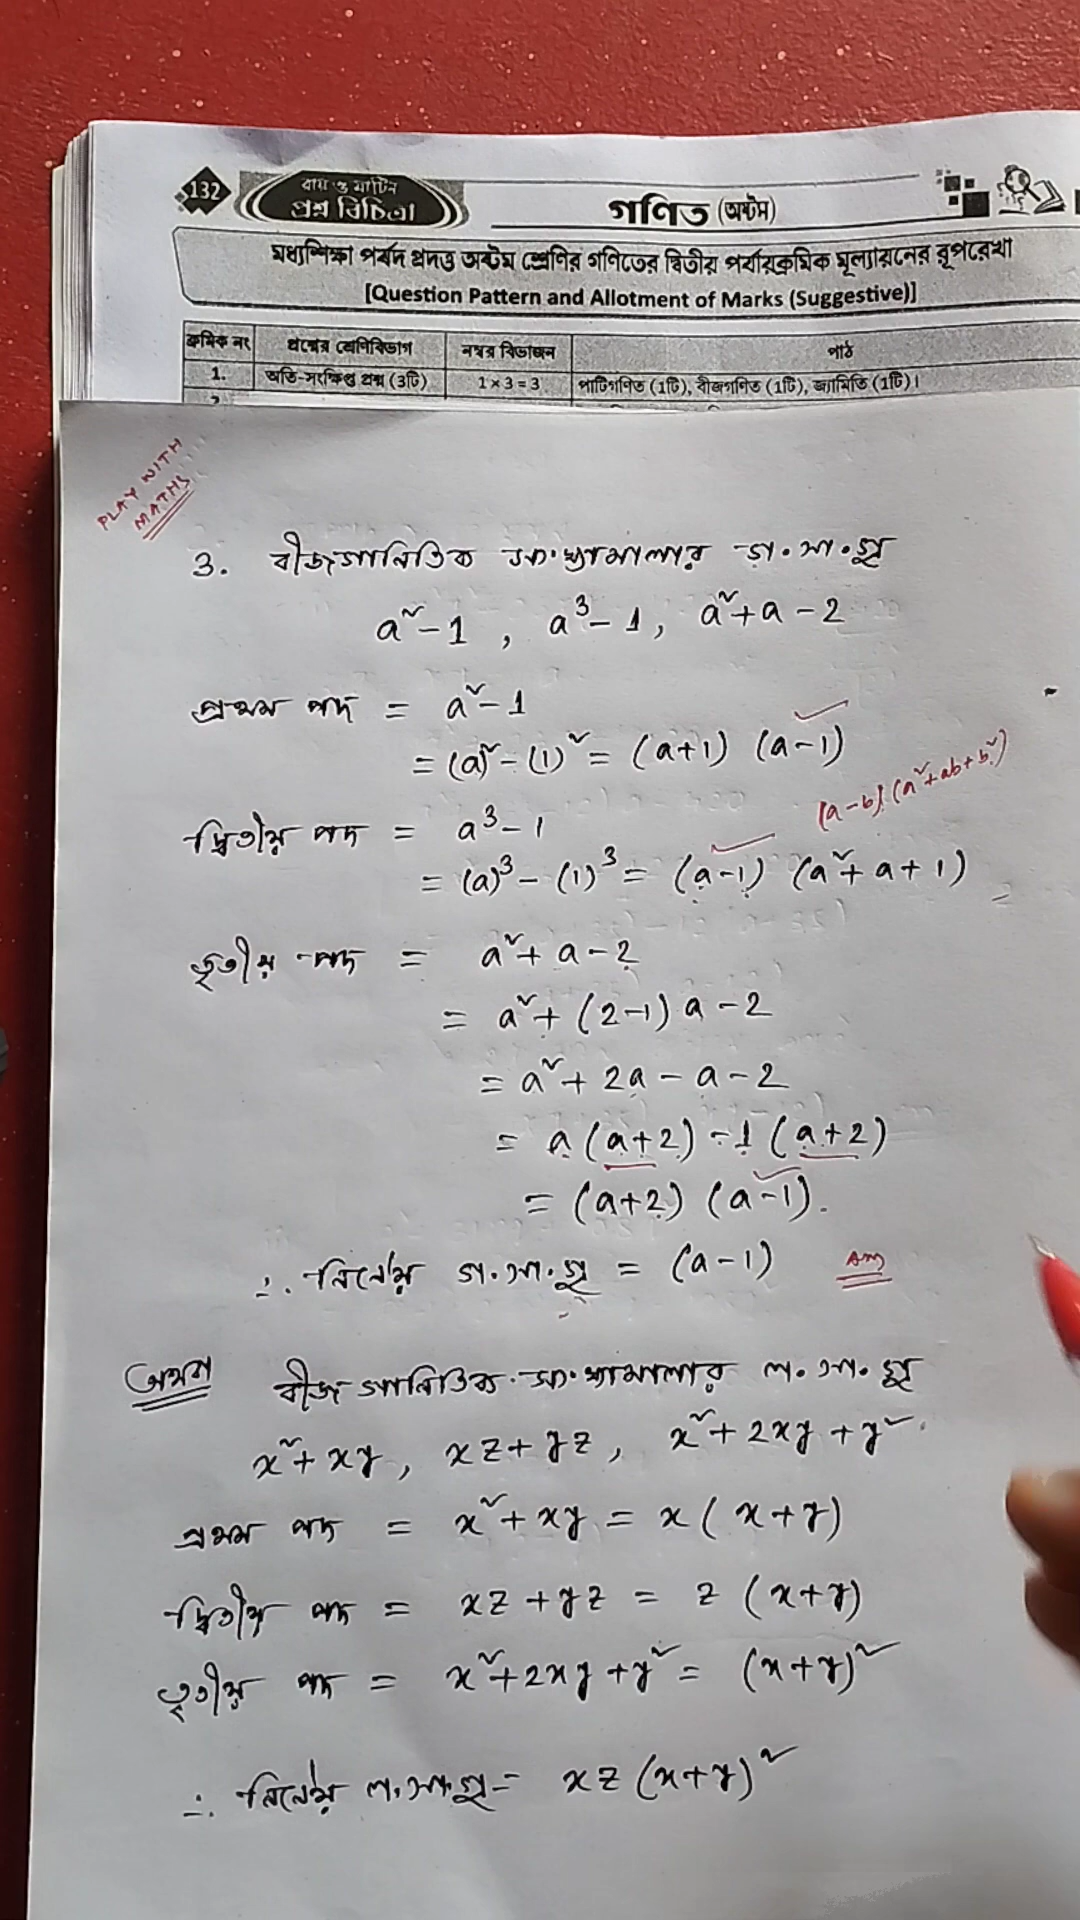 132
রায় ও মার্টিন
প্রশ্ন বিচিত্রা
গণিত (অষ্টম)
মধ্যশিক্ষা পর্ষদ প্রদত্ত অষ্টম শ্রেণির গণিতের দ্বিতীয় পর্যায়ক্রমিক মূল্যায়নের রূপরেখা
[Question Pattern and Allotment of Marks (Suggestive)]
ক্রমিক নং প্রশ্নের শ্রেণিবিভাগ নম্বর বিভাজন পাঠ
1. অতি-সংক্ষিপ্ত প্রশ্ন (3টি) 1 × 3 = 3 পাটিগণিত (1টি), বীজগণিত (1টি), জ্যামিতি (1টি)।
PLAY WITH
MATHS
3. বীজগানিতিক সংখ্যামালার গ.সা.গু
a² - 1 , a³ - 1, a² + a - 2
প্রথম পদ = a² - 1
= (a)² - (1)² = (a+1) (a-1)
(a-b) (a²+ab+b²)
দ্বিতীয় পদ = a³ - 1
= (a)³ - (1)³ = (a-1) (a² + a + 1)
তৃতীয় পদ = a² + a - 2
= a² + (2-1) a - 2
= a² + 2a - a - 2
= a (a+2) - 1 (a+2)
= (a+2) (a-1).
∴ নির্ণেয় গ.সা.গু = (a-1) Ans
অথবা বীজগানিতিক সংখ্যামালার ল.সা.গু
x² + xy, xz + yz, x² + 2xy + y².
প্রথম পদ = x² + xy = x (x+y)
দ্বিতীয় পদ = xz + yz = z (x+y)
তৃতীয় পদ = x² + 2xy + y² = (x+y)²
∴ নির্ণেয় ল.সা.গু = xz (x+y)²